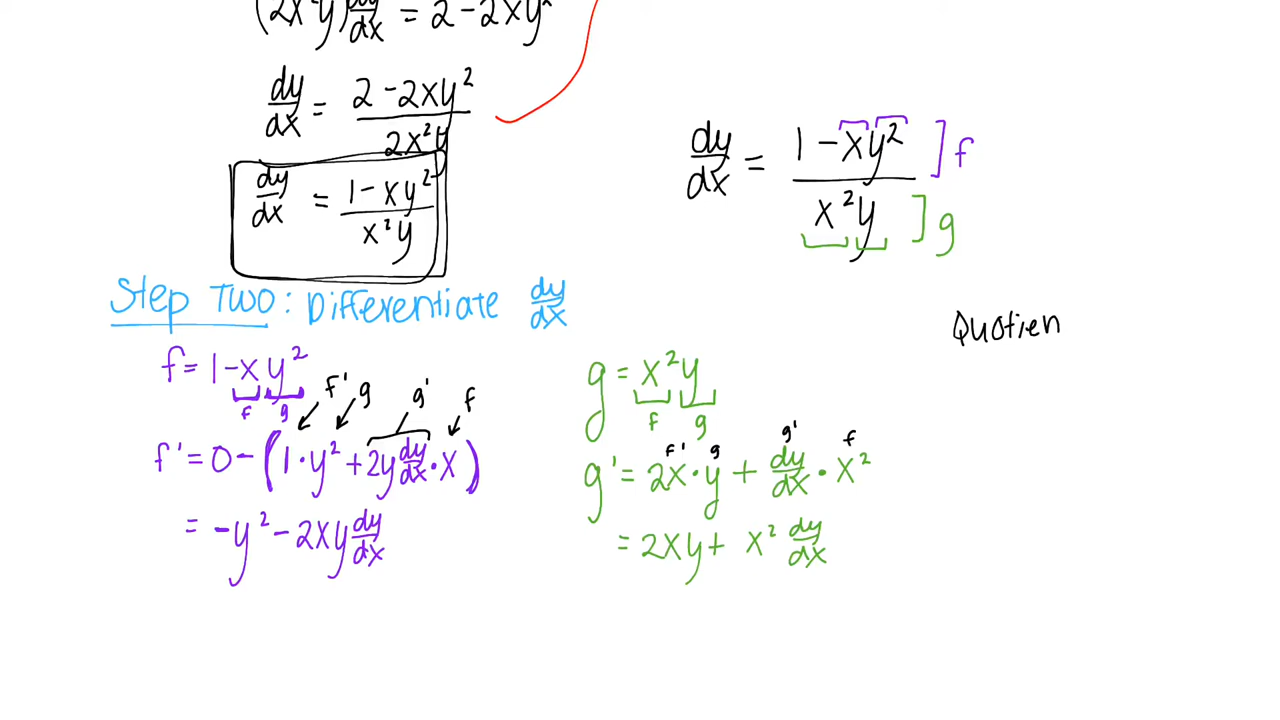 (2x²y) dy/dx = 2 - 2xy²
dy/dx = (2 - 2xy²)/(2x²y)
dy/dx = (1 - xy²)/(x²y)
dy/dx = (1 - xy²)/(x²y) ] f ] g
Step Two: Differentiate dy/dx
f = 1 - xy²
f g
f' g g' f
f' = 0 - (1 · y² + 2y dy/dx · x)
= -y² - 2xy dy/dx
g = x²y
f g
f' g g' f
g' = 2x · y + dy/dx · x²
= 2xy + x² dy/dx
Quotien